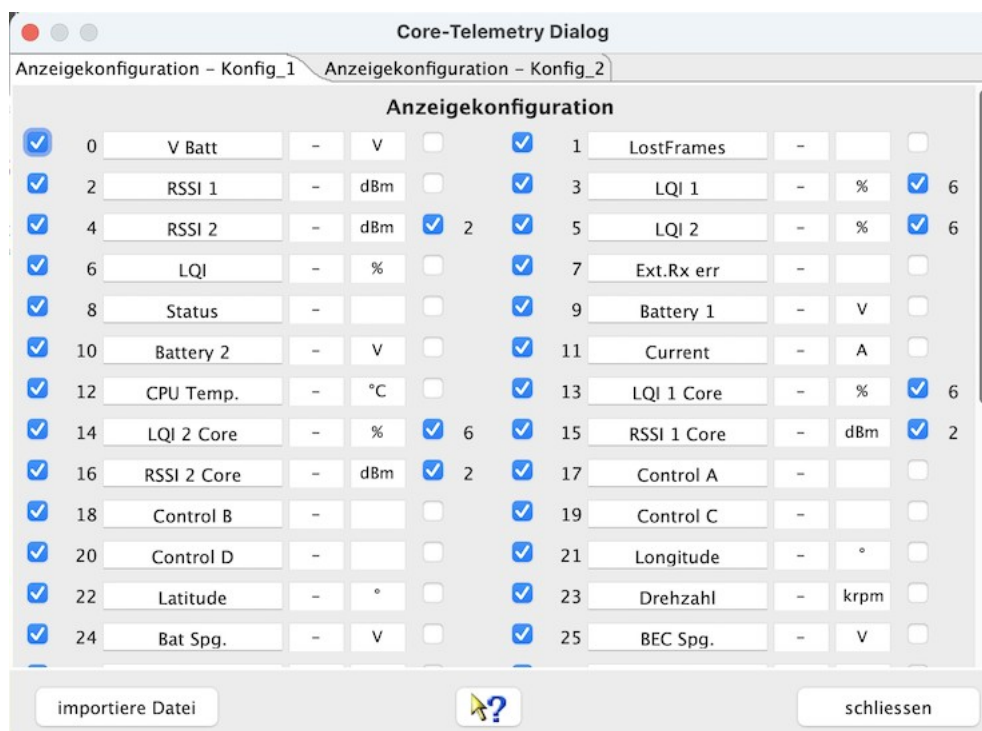 Core-Telemetry Dialog
Anzeigekonfiguration – Konfig_1 Anzeigekonfiguration – Konfig_2
Anzeigekonfiguration
0 V Batt – V 1 LostFrames –
2 RSSI 1 – dBm 3 LQI 1 – % 6
4 RSSI 2 – dBm 2 5 LQI 2 – % 6
6 LQI – % 7 Ext.Rx err –
8 Status – 9 Battery 1 – V
10 Battery 2 – V 11 Current – A
12 CPU Temp. – °C 13 LQI 1 Core – % 6
14 LQI 2 Core – % 6 15 RSSI 1 Core – dBm 2
16 RSSI 2 Core – dBm 2 17 Control A –
18 Control B – 19 Control C –
20 Control D – 21 Longitude – °
22 Latitude – ° 23 Drehzahl – krpm
24 Bat Spg. – V 25 BEC Spg. – V
importiere Datei ? schliessen